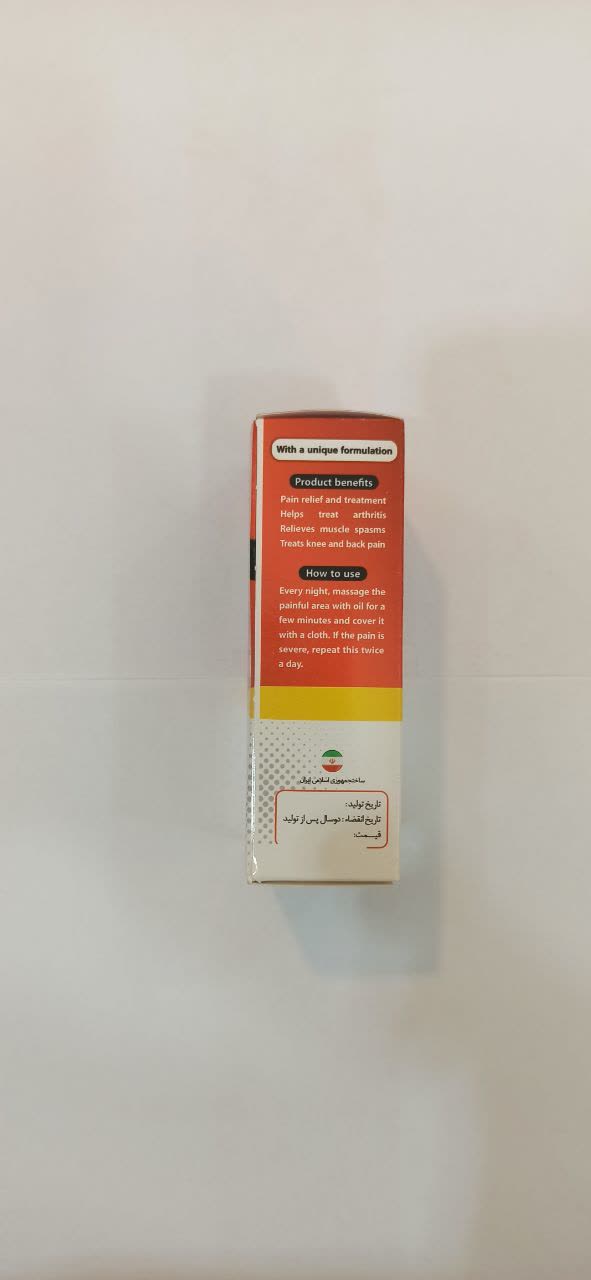 With a unique formulation
Product benefits
Pain relief and treatment
Helps treat arthritis
Relieves muscle spasms
Treats knee and back pain
How to use
Every night, massage the
painful area with oil for a
few minutes and cover it
with a cloth. If the pain is
severe, repeat this twice
a day.
ساخت‌جمهوری اسلامی ایران
تاریخ تولید:
تاریخ انقضاء: دوسال پس از تولید
قیـــمت: